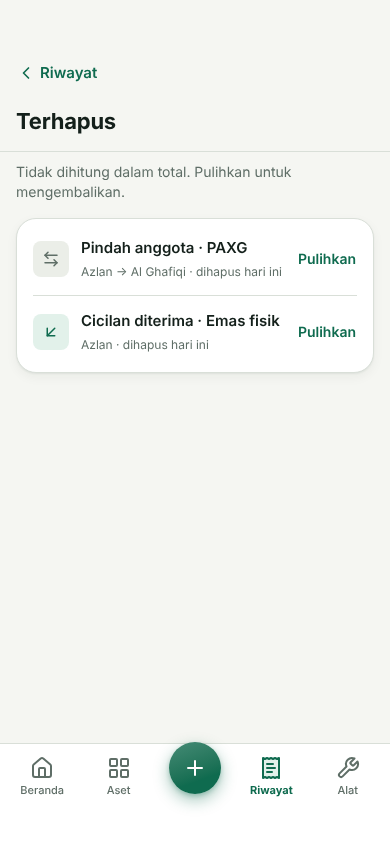 Riwayat
Terhapus
Tidak dihitung dalam total. Pulihkan untuk
mengembalikan.
Pindah anggota · PAXG
Azlan → Al Ghafiqi · dihapus hari ini
Pulihkan
Cicilan diterima · Emas fisik
Azlan · dihapus hari ini
Pulihkan
Beranda
Aset
Riwayat
Alat